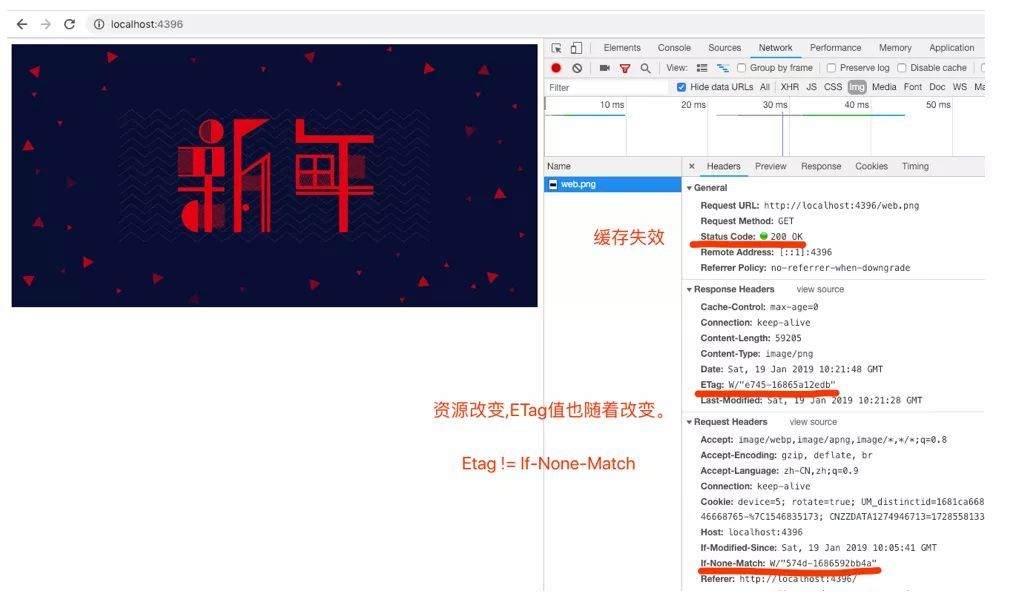 localhost:4396
Elements Console Sources Network Performance Memory Application
View: Group by frame Preserve log Disable cache
Filter Hide data URLs All XHR JS CSS Img Media Font Doc WS Ma
10 ms 20 ms 30 ms 40 ms 50 ms
新年
Name
web.png
× Headers Preview Response Cookies Timing
General
Request URL: http://localhost:4396/web.png
Request Method: GET
Status Code: 200 OK
Remote Address: [::1]:4396
Referrer Policy: no-referrer-when-downgrade
缓存失效
Response Headers view source
Cache-Control: max-age=0
Connection: keep-alive
Content-Length: 59205
Content-Type: image/png
Date: Sat, 19 Jan 2019 10:21:48 GMT
ETag: W/"e745-16865a12edb"
Last-Modified: Sat, 19 Jan 2019 10:21:28 GMT
资源改变,ETag值也随着改变。
Etag != If-None-Match
Request Headers view source
Accept: image/webp,image/apng,image/*,*/*;q=0.8
Accept-Encoding: gzip, deflate, br
Accept-Language: zh-CN,zh;q=0.9
Connection: keep-alive
Cookie: device=5; rotate=true; UM_distinctid=1681ca668
46668765-%7C1546835173; CNZZDATA1274946713=1728558133
Host: localhost:4396
If-Modified-Since: Sat, 19 Jan 2019 10:05:41 GMT
If-None-Match: W/"574d-1686592bb4a"
Referer: http://localhost:4396/